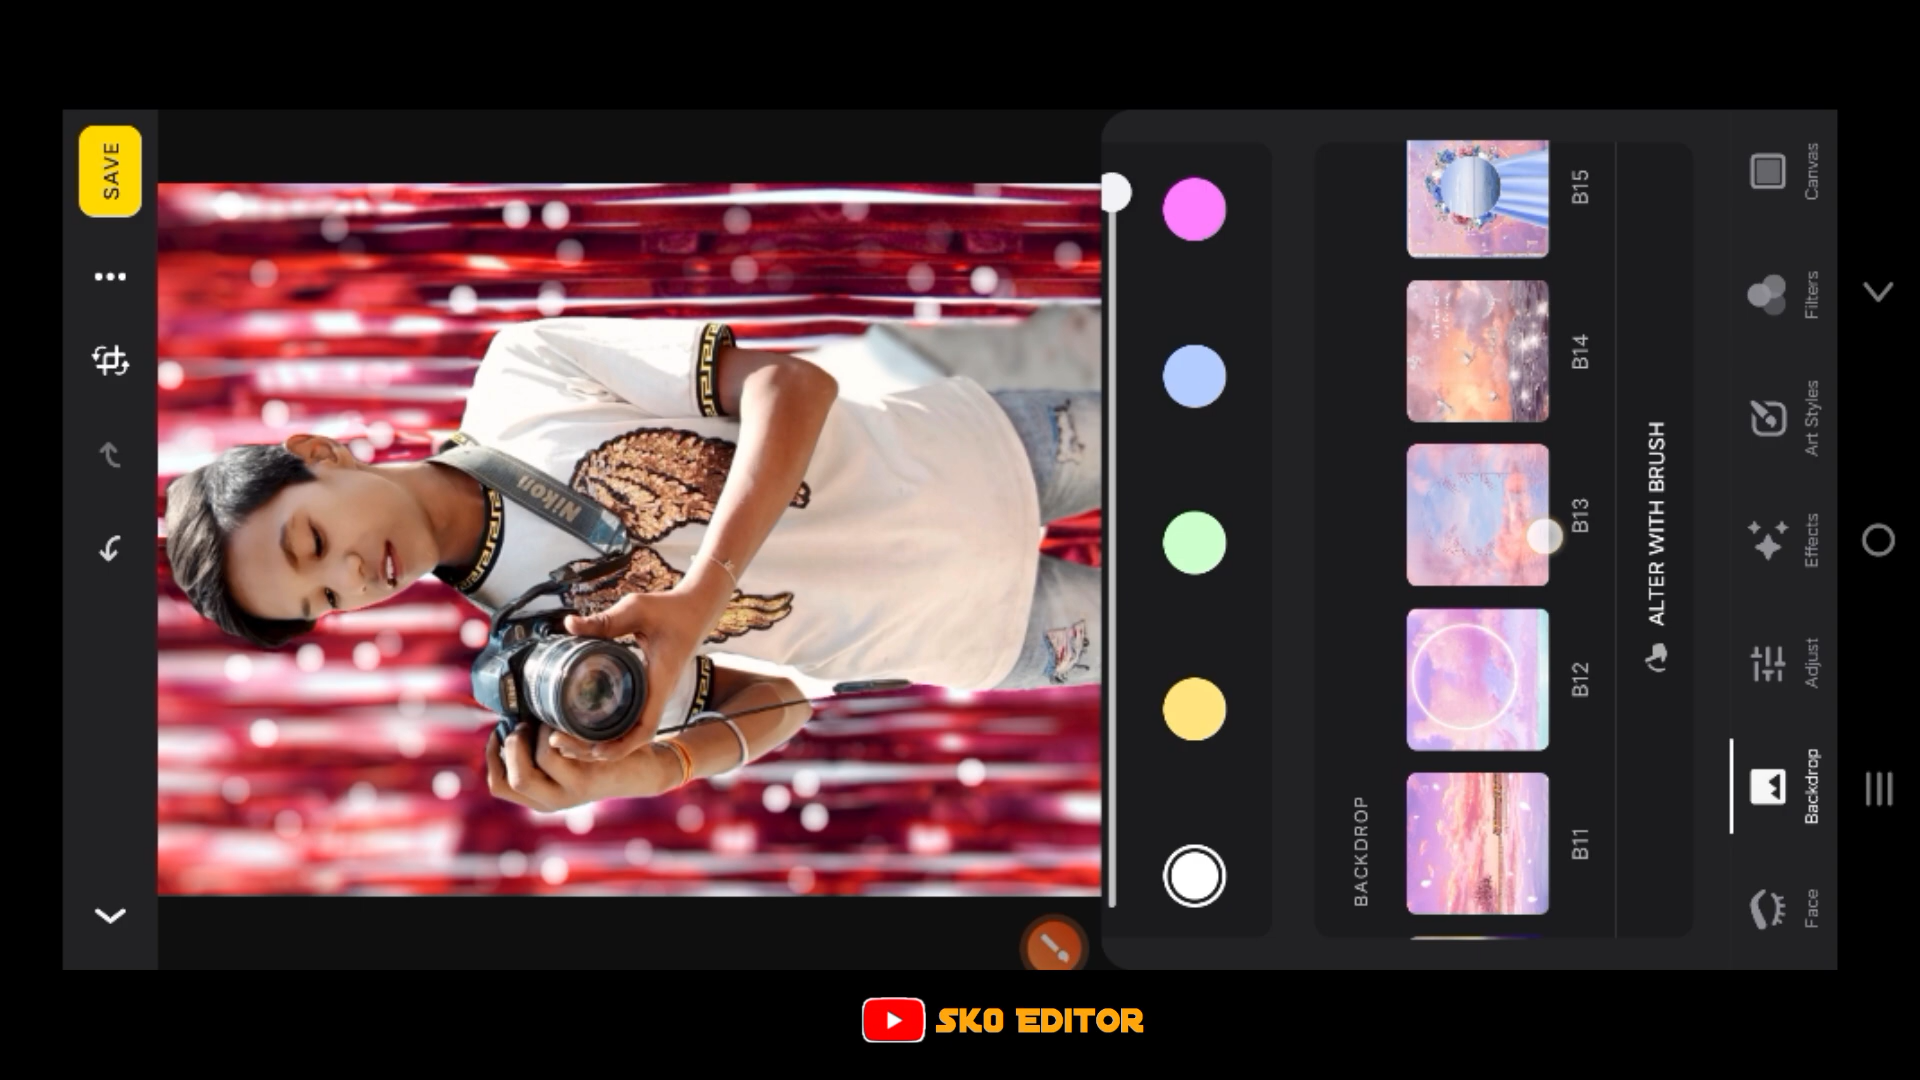 SAVE
Nikon
BACKDROP
B11
B12
B13
B14
B15
ALTER WITH BRUSH
Face
Backdrop
Adjust
Effects
Art Styles
Filters
Canvas
SKO EDITOR